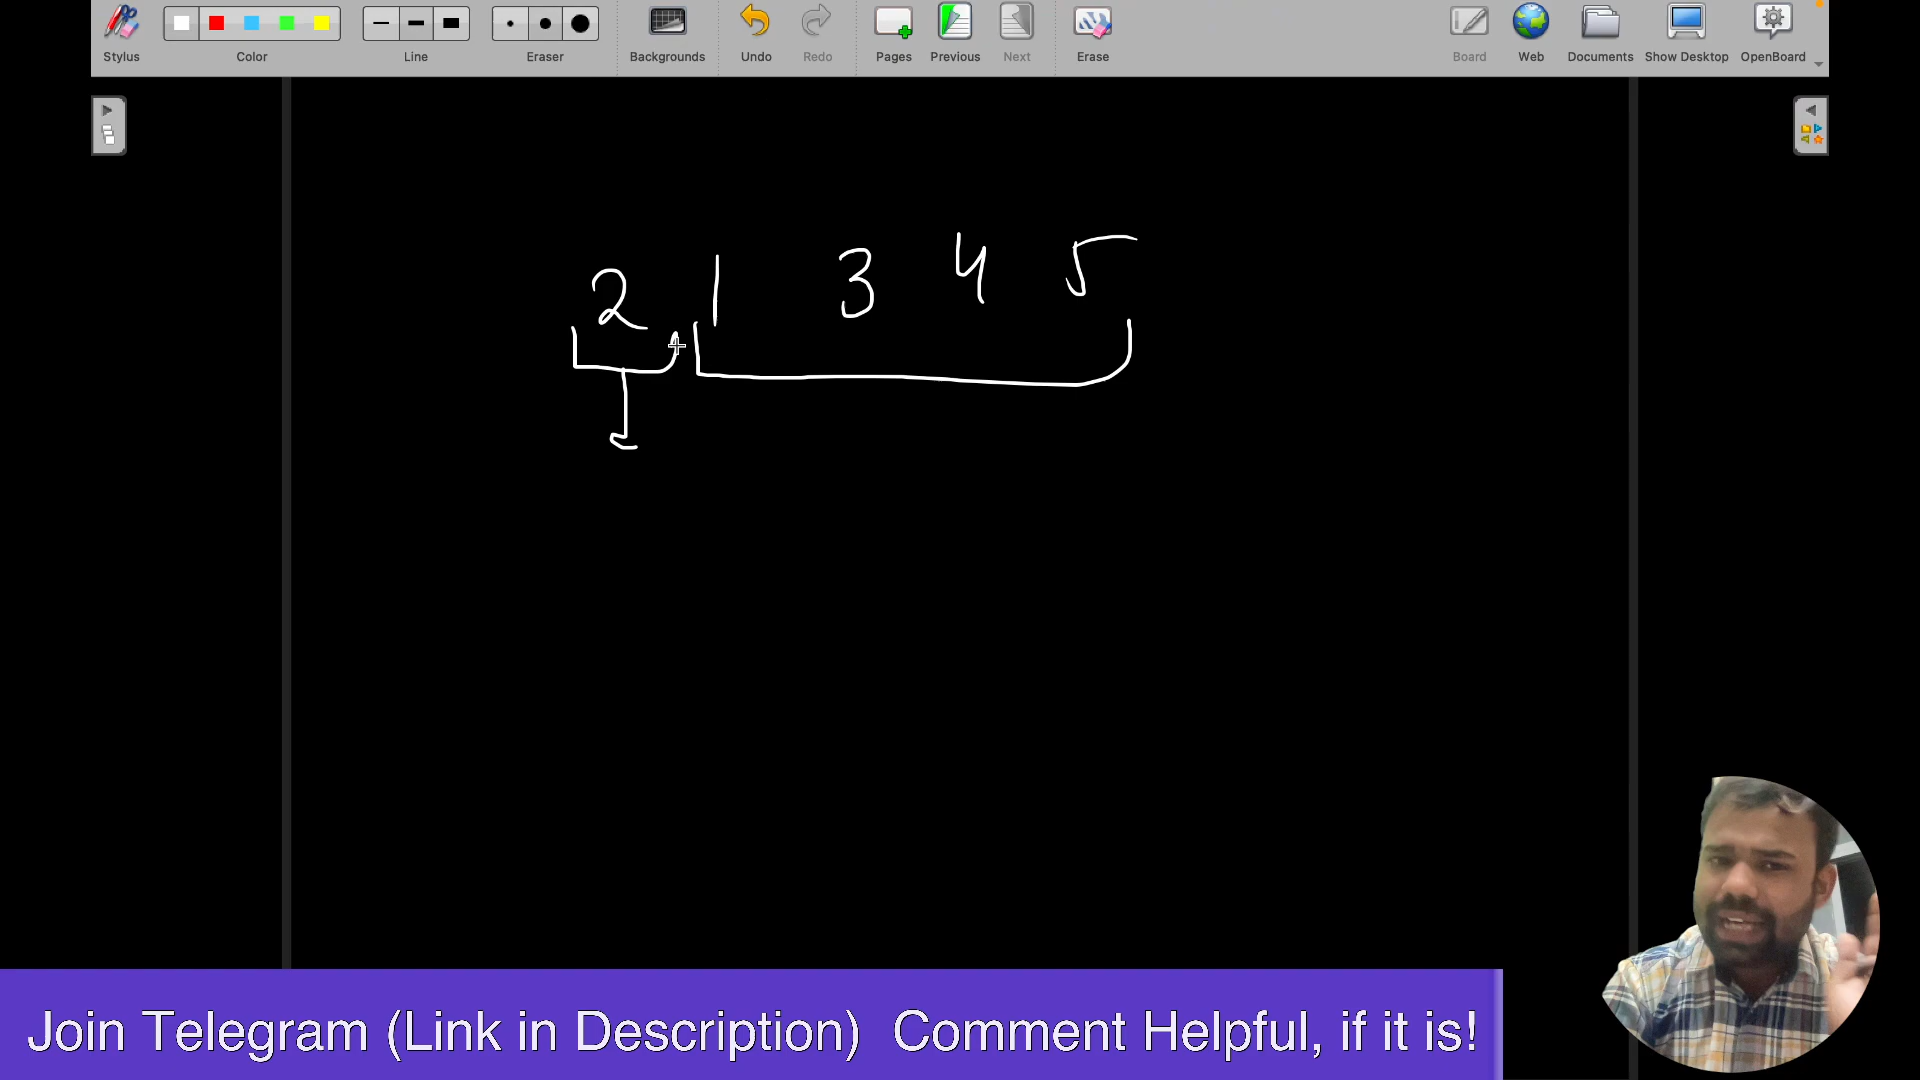 Stylus Color Line Eraser Backgrounds Undo Redo Pages Previous Next Erase Board Web Documents Show Desktop OpenBoard
2 1 3 4 5
Join Telegram (Link in Description) Comment Helpful, if it is!